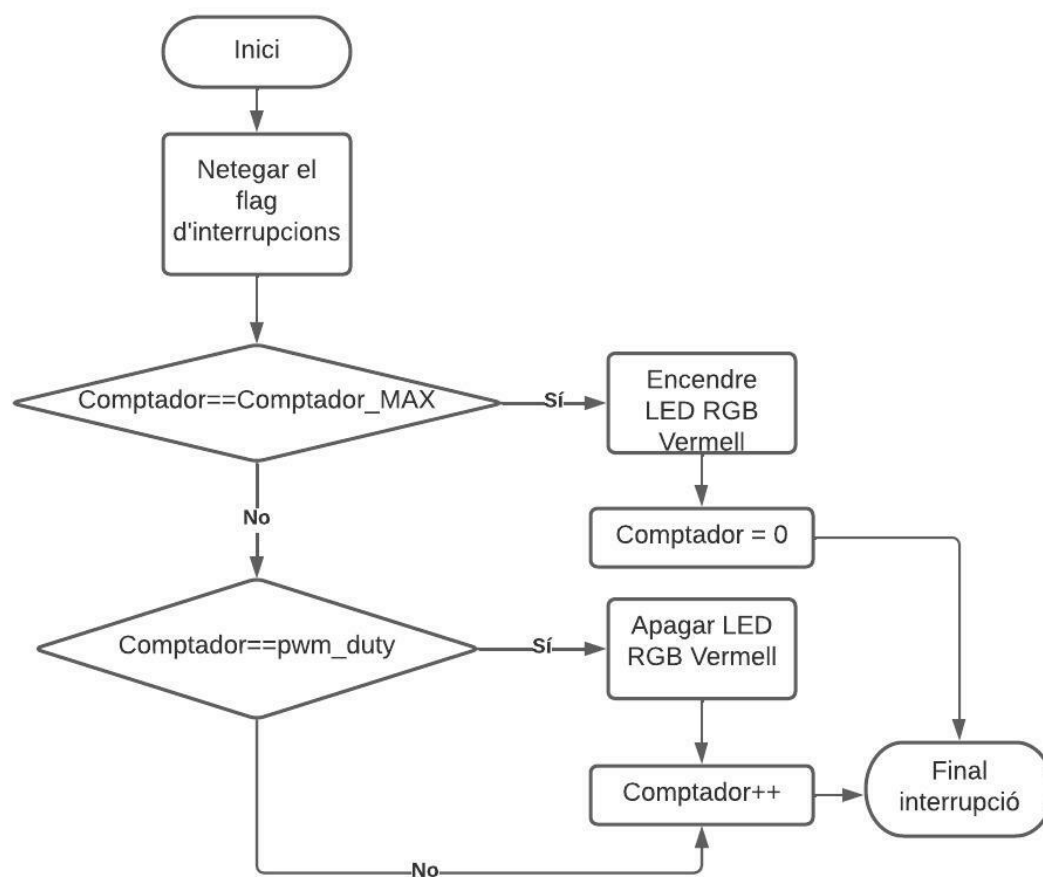 Inici
Netegar el
flag
d'interrupcions
Comptador==Comptador_MAX
Sí
Encendre
LED RGB
Vermell
Comptador = 0
No
Comptador==pwm_duty
Sí
Apagar LED
RGB Vermell
Comptador++
Final
interrupció
No